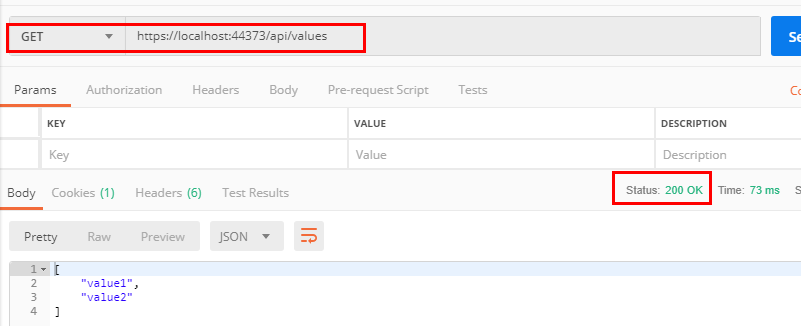 GET https://localhost:44373/api/values Se
Params Authorization Headers Body Pre-request Script Tests Co
KEY VALUE DESCRIPTION
Key Value Description
Body Cookies (1) Headers (6) Test Results Status: 200 OK Time: 73 ms S
Pretty Raw Preview JSON
1 [
2 "value1",
3 "value2"
4 ]